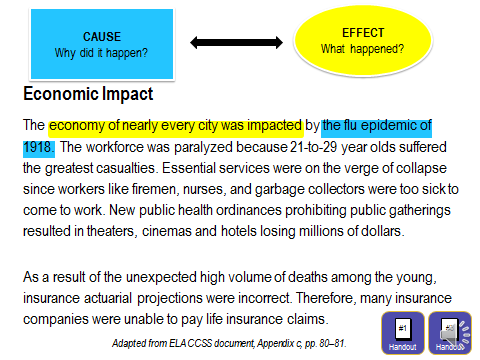 CAUSE
Why did it happen?
EFFECT
What happened?
Economic Impact
The economy of nearly every city was impacted by the flu epidemic of
1918. The workforce was paralyzed because 21-to-29 year olds suffered
the greatest casualties. Essential services were on the verge of collapse
since workers like firemen, nurses, and garbage collectors were too sick to
come to work. New public health ordinances prohibiting public gatherings
resulted in theaters, cinemas and hotels losing millions of dollars.
As a result of the unexpected high volume of deaths among the young,
insurance actuarial projections were incorrect. Therefore, many insurance
companies were unable to pay life insurance claims.
Adapted from ELA CCSS document, Appendix c, pp. 80–81.
#1
Handout
Handout